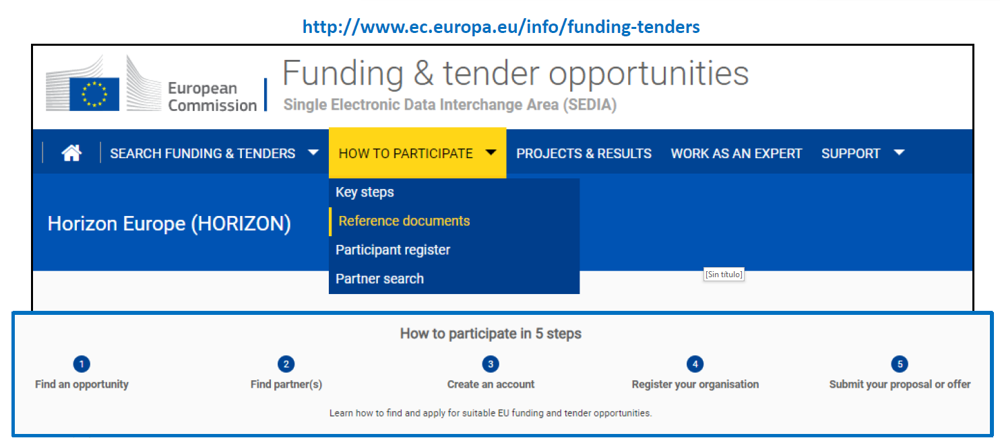 http://www.ec.europa.eu/info/funding-tenders
European
Commission
Funding & tender opportunities
Single Electronic Data Interchange Area (SEDIA)
SEARCH FUNDING & TENDERS
HOW TO PARTICIPATE
PROJECTS & RESULTS
WORK AS AN EXPERT
SUPPORT
Key steps
Reference documents
Participant register
Partner search
Horizon Europe (HORIZON)
[Sin título]
How to participate in 5 steps
1
Find an opportunity
2
Find partner(s)
3
Create an account
4
Register your organisation
5
Submit your proposal or offer
Learn how to find and apply for suitable EU funding and tender opportunities.